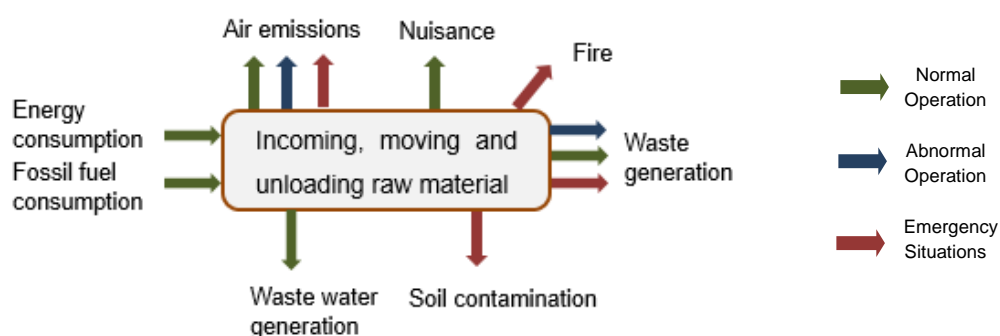 Air emissions
Nuisance
Fire
Energy
consumption
Fossil fuel
consumption
Incoming, moving and
unloading raw material
Waste
generation
Waste water
generation
Soil contamination
Normal
Operation
Abnormal
Operation
Emergency
Situations